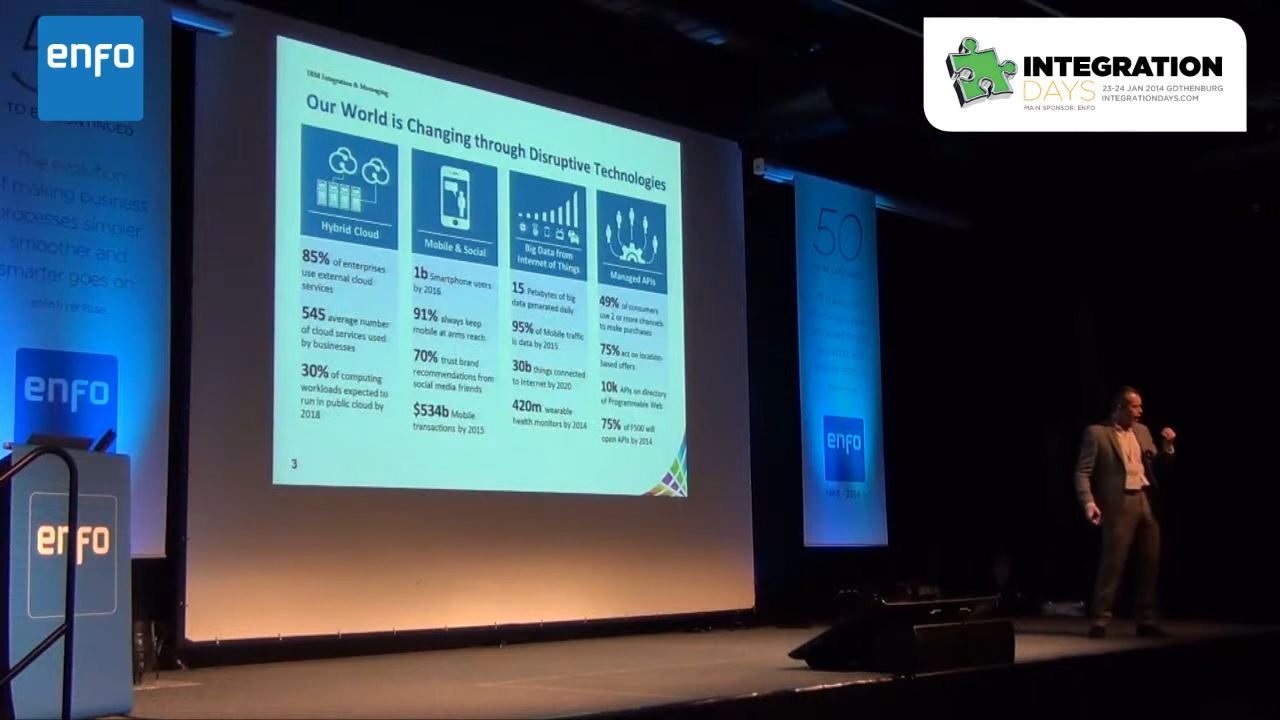 enfo
TO BE CONTINUED
The evolution
of making business
processes simpler,
smoother and
smarter goes on.
enfo
enfo
INTEGRATION
DAYS
23-24 JAN 2014 GOTHENBURG
INTEGRATIONDAYS.COM
MAIN SPONSOR: ENFO
IBM Integration & Messaging
Our World is Changing through Disruptive Technologies
Hybrid Cloud
85% of enterprises
use external cloud
services
545 average number
of cloud services used
by businesses
30% of computing
workloads expected to
run in public cloud by
2018
Mobile & Social
1b Smartphone users
by 2016
91% always keep
mobile at arms reach
70% trust brand
recommendations from
social media friends
$534b Mobile
transactions by 2015
Big Data from
Internet of Things
15 Petabytes of big
data generated daily
95% of Mobile traffic
is data by 2015
30b things connected
to Internet by 2020
420m wearable
health monitors by 2014
Managed APIs
49% of consumers
use 2 or more channels
to make purchases
75% act on location-
based offers
10k APIs on directory
of Programmable Web
75% of F500 will
open APIs by 2014
3
50
TO BE CONTINUED
enfo